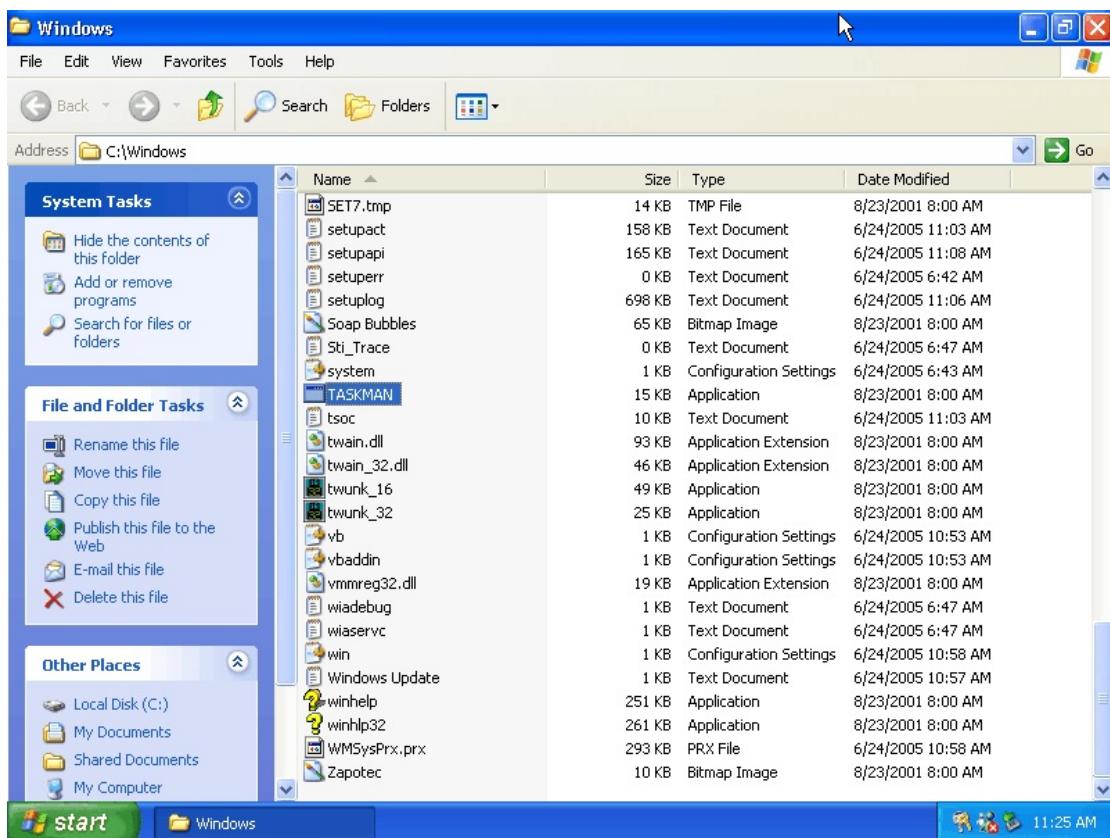 Windows
File Edit View Favorites Tools Help
Back Search Folders
Address C:\Windows Go
System Tasks
Hide the contents of
this folder
Add or remove
programs
Search for files or
folders
File and Folder Tasks
Rename this file
Move this file
Copy this file
Publish this file to the
Web
E-mail this file
Delete this file
Other Places
Local Disk (C:)
My Documents
Shared Documents
My Computer
Name Size Type Date Modified
SET7.tmp 14 KB TMP File 8/23/2001 8:00 AM
setupact 158 KB Text Document 6/24/2005 11:03 AM
setupapi 165 KB Text Document 6/24/2005 11:08 AM
setuperr 0 KB Text Document 6/24/2005 6:42 AM
setuplog 698 KB Text Document 6/24/2005 11:06 AM
Soap Bubbles 65 KB Bitmap Image 8/23/2001 8:00 AM
Sti_Trace 0 KB Text Document 6/24/2005 6:47 AM
system 1 KB Configuration Settings 6/24/2005 6:43 AM
TASKMAN 15 KB Application 8/23/2001 8:00 AM
tsoc 10 KB Text Document 6/24/2005 11:03 AM
twain.dll 93 KB Application Extension 8/23/2001 8:00 AM
twain_32.dll 46 KB Application Extension 8/23/2001 8:00 AM
twunk_16 49 KB Application 8/23/2001 8:00 AM
twunk_32 25 KB Application 8/23/2001 8:00 AM
vb 1 KB Configuration Settings 6/24/2005 10:53 AM
vbaddin 1 KB Configuration Settings 6/24/2005 10:53 AM
vmmreg32.dll 19 KB Application Extension 8/23/2001 8:00 AM
wiadebug 1 KB Text Document 6/24/2005 6:47 AM
wiaservc 1 KB Text Document 6/24/2005 6:47 AM
win 1 KB Configuration Settings 6/24/2005 10:58 AM
Windows Update 1 KB Text Document 6/24/2005 10:57 AM
winhelp 251 KB Application 8/23/2001 8:00 AM
winhlp32 261 KB Application 8/23/2001 8:00 AM
WMSysPrx.prx 293 KB PRX File 6/24/2005 10:58 AM
Zapotec 10 KB Bitmap Image 8/23/2001 8:00 AM
start Windows 11:25 AM